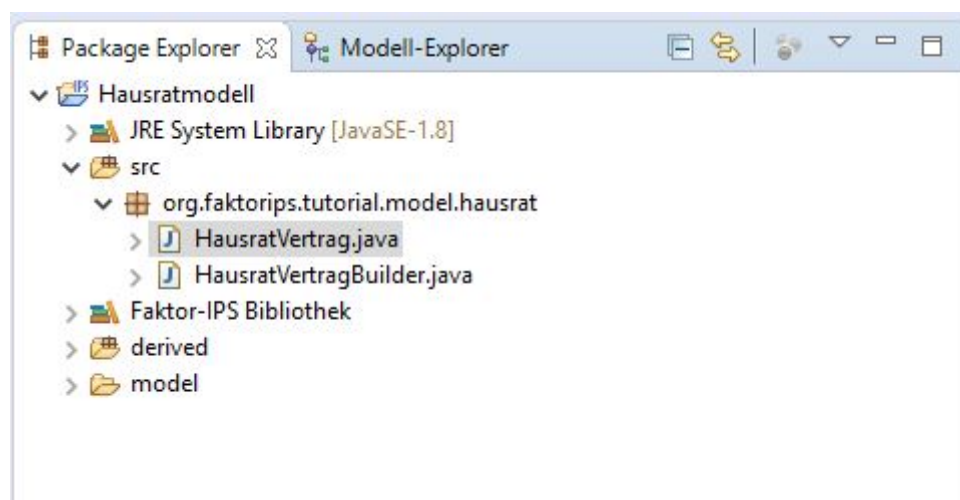 Package Explorer Modell-Explorer
IPS Hausratmodell
JRE System Library [JavaSE-1.8]
src
org.faktorips.tutorial.model.hausrat
J HausratVertrag.java
J HausratVertragBuilder.java
Faktor-IPS Bibliothek
derived
model